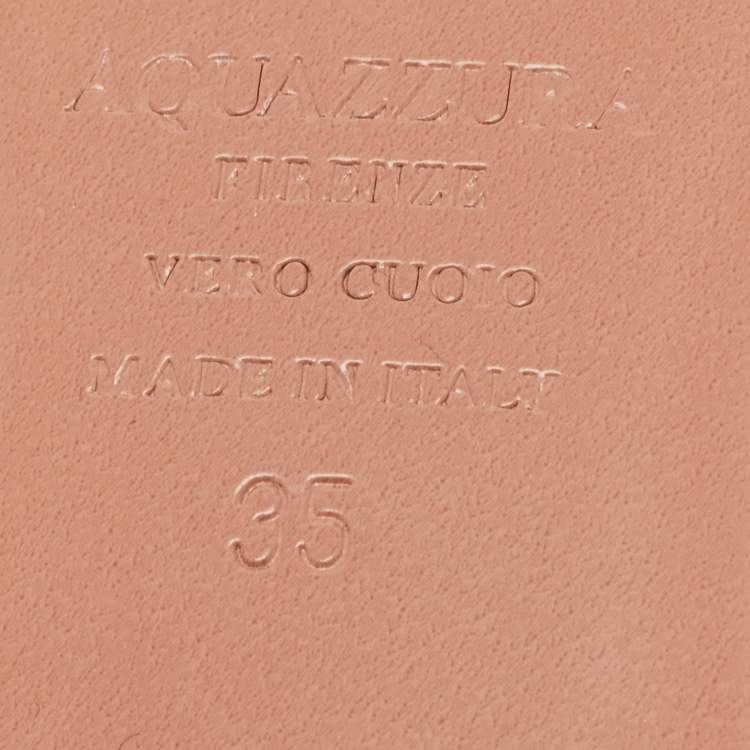 AQUAZZURA
FIRENZE
VERO CUOIO
MADE IN ITALY
35